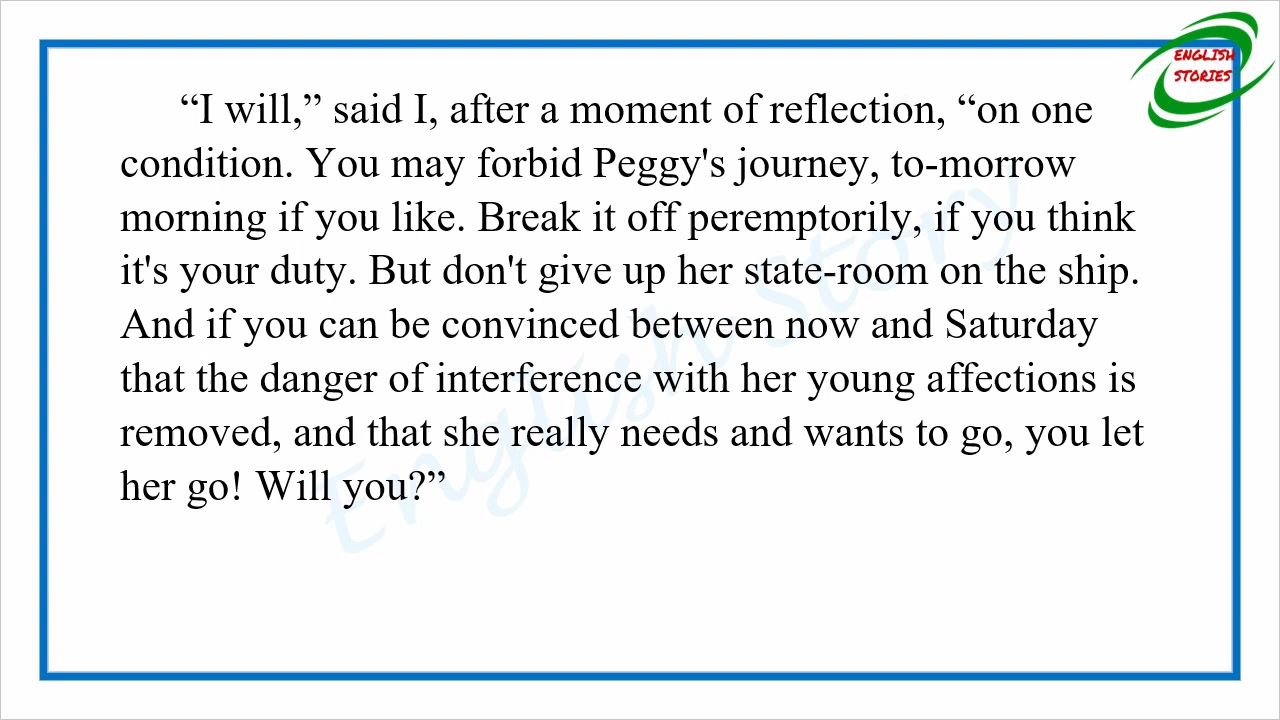 ENGLISH
STORIES
“I will,” said I, after a moment of reflection, “on one
condition. You may forbid Peggy's journey, to-morrow
morning if you like. Break it off peremptorily, if you think
it's your duty. But don't give up her state-room on the ship.
And if you can be convinced between now and Saturday
that the danger of interference with her young affections is
removed, and that she really needs and wants to go, you let
her go! Will you?”
English Story